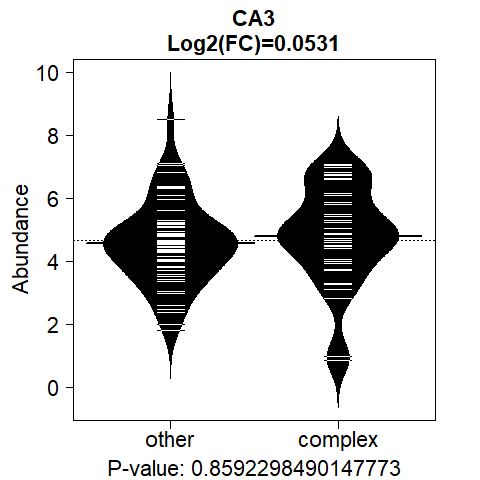 CA3
Log2(FC)=0.0531
Abundance
10
8
6
4
2
0
other complex
P-value: 0.8592298490147773